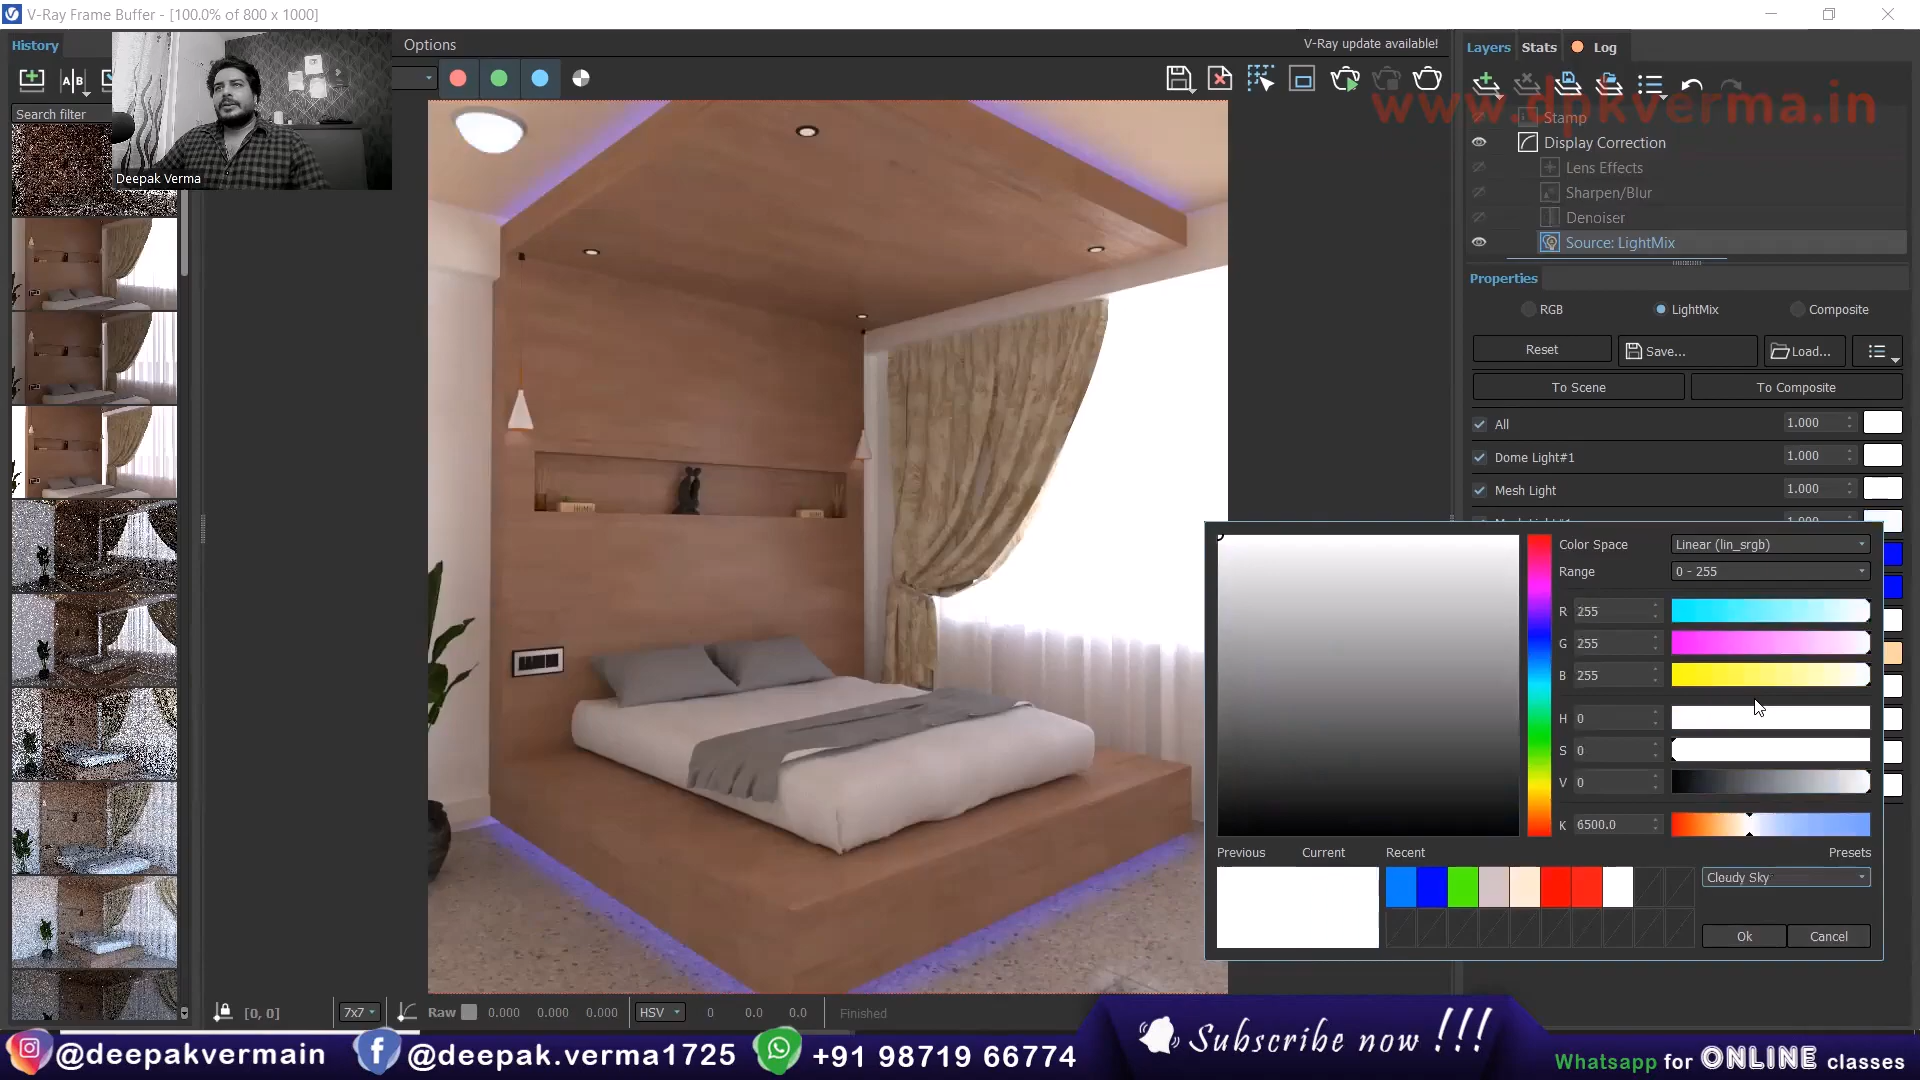 V-Ray Frame Buffer - [100.0% of 800 x 1000]
History
Options
V-Ray update available!
Layers Stats Log
Search filter
www.dpkverma.in
Stamp
Deepak Verma
Display Correction
Lens Effects
Sharpen/Blur
Denoiser
Source: LightMix
Properties
RGB LightMix Composite
Reset Save... Load...
To Scene To Composite
All 1.000
Dome Light#1 1.000
Mesh Light 1.000
Color Space Linear (lin_srgb)
Range 0 - 255
R 255
G 255
B 255
H 0
S 0
V 0
K 6500.0
Previous Current Recent Presets
Cloudy Sky
Ok Cancel
[0, 0] 7x7 Raw 0.000 0.000 0.000 HSV 0 0.0 0.0 Finished
@deepakvermain @deepak.verma1725 +91 98719 66774
Subscribe now !!!
Whatsapp for ONLINE classes